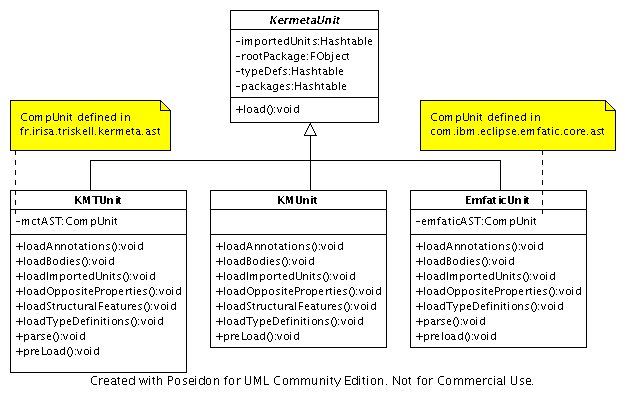 KermetaUnit
-importedUnits:Hashtable
-rootPackage:FObject
-typeDefs:Hashtable
-packages:Hashtable
+load():void
CompUnit defined in
fr.irisa.triskell.kermeta.ast
CompUnit defined in
com.ibm.eclipse.emfatic.core.ast
KMTUnit
-mctAST:CompUnit
+loadAnnotations():void
+loadBodies():void
+loadImportedUnits():void
+loadOppositeProperties():void
+loadStructuralFeatures():void
+loadTypeDefinitions():void
+parse():void
+preLoad():void
KMUnit
+loadAnnotations():void
+loadBodies():void
+loadImportedUnits():void
+loadOppositeProperties():void
+loadStructuralFeatures():void
+loadTypeDefinitions():void
+preLoad():void
EmfaticUnit
-emfaticAST:CompUnit
+loadAnnotations():void
+loadBodies():void
+loadImportedUnits():void
+loadOppositeProperties():void
+loadTypeDefinitions():void
+parse():void
+preload():void
Created with Poseidon for UML Community Edition. Not for Commercial Use.